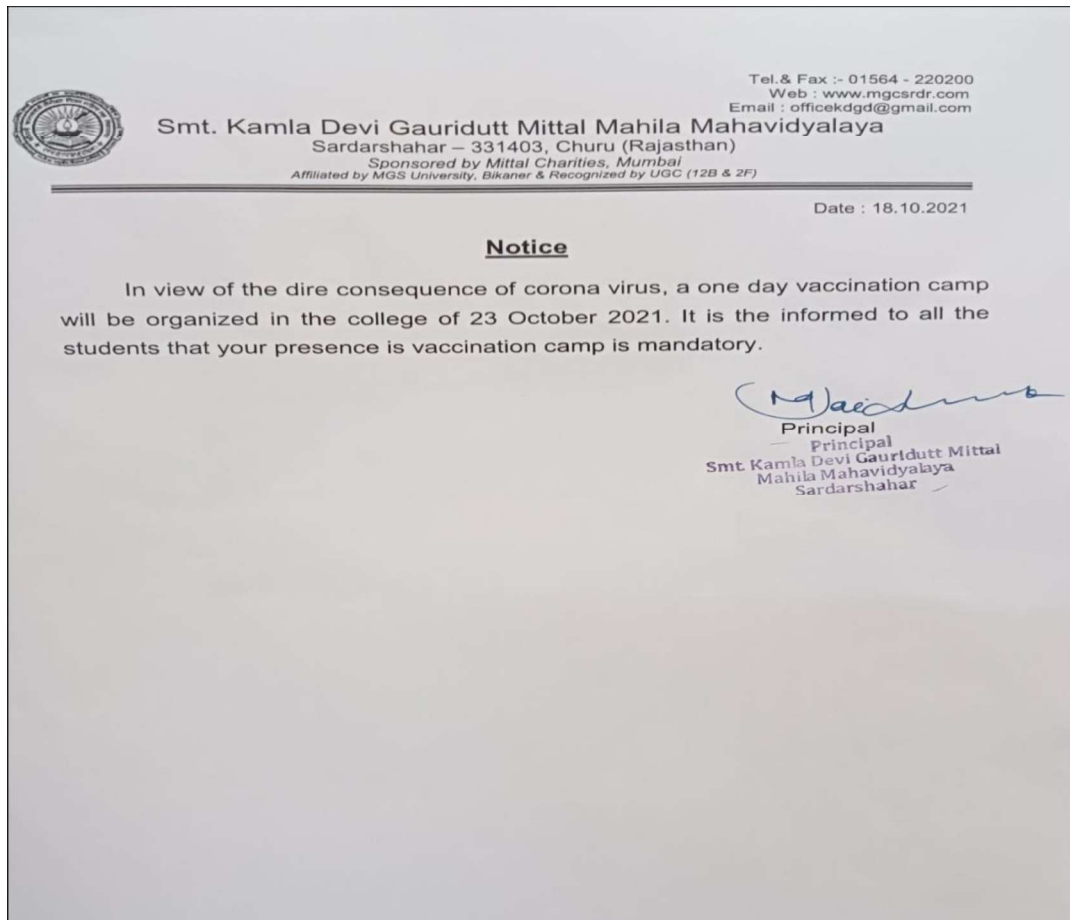 Tel.& Fax :- 01564 - 220200
Web : www.mgcsrdr.com
Email : officekdgd@gmail.com
Smt. Kamla Devi Gauridutt Mittal Mahila Mahavidyalaya
Sardarshahar – 331403, Churu (Rajasthan)
Sponsored by Mittal Charities, Mumbai
Affiliated by MGS University, Bikaner & Recognized by UGC (12B & 2F)
Date : 18.10.2021
Notice
In view of the dire consequence of corona virus, a one day vaccination camp
will be organized in the college of 23 October 2021. It is the informed to all the
students that your presence is vaccination camp is mandatory.
Principal
Principal
Smt. Kamla Devi Gauridutt Mittal
Mahila Mahavidyalaya
Sardarshahar